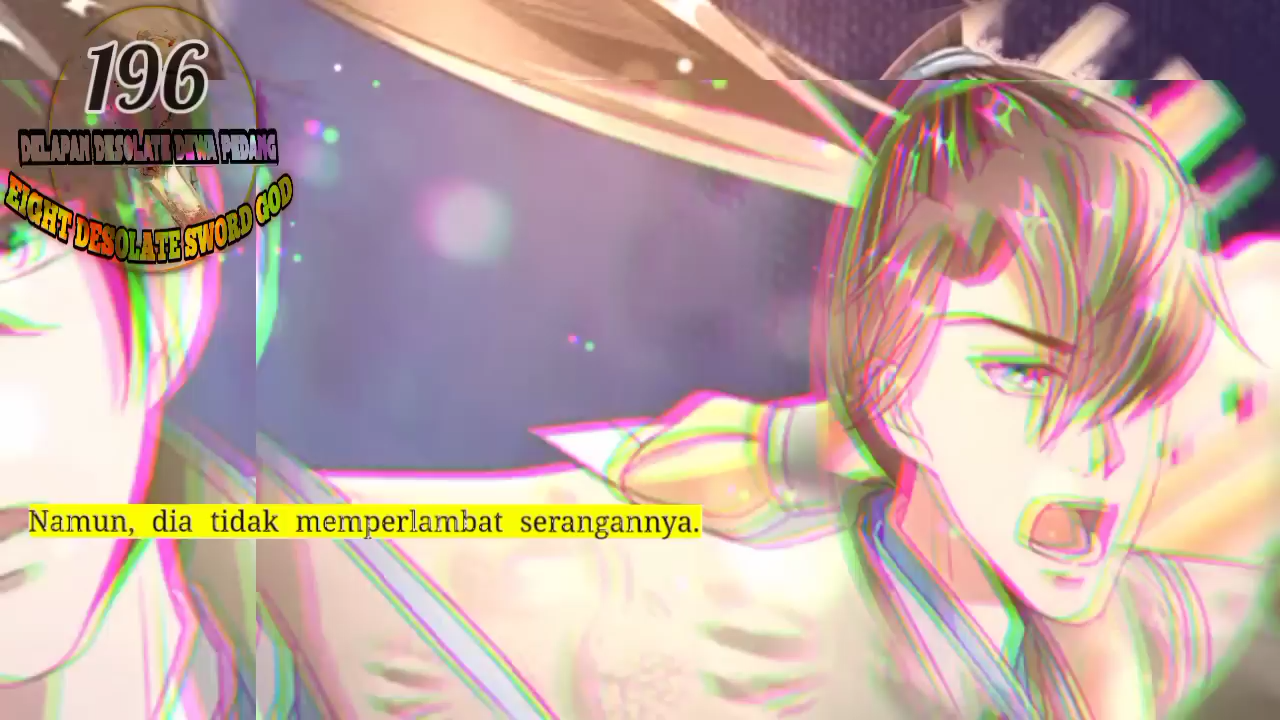 196
DELAPAN DESOLATE DEWA PEDANG
EIGHT DESOLATE SWORD GOD
Namun, dia tidak memperlambat serangannya.